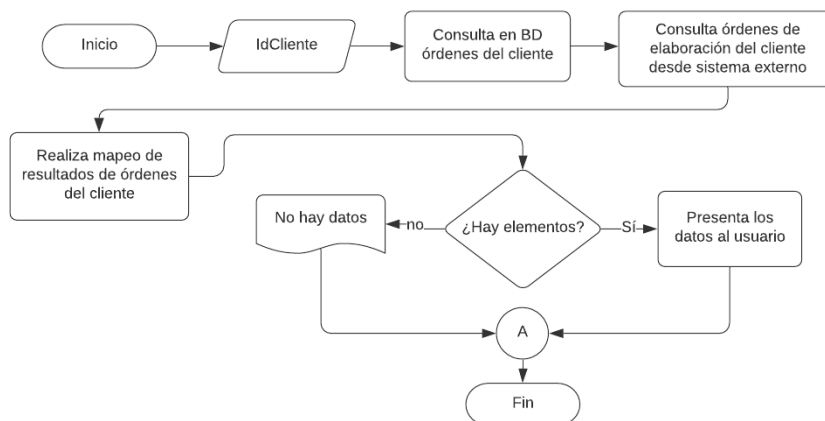 Inicio
IdCliente
Consulta en BD
órdenes del cliente
Consulta órdenes de
elaboración del cliente
desde sistema externo
Realiza mapeo de
resultados de órdenes
del cliente
No hay datos
no
¿Hay elementos?
Sí
Presenta los
datos al usuario
A
Fin